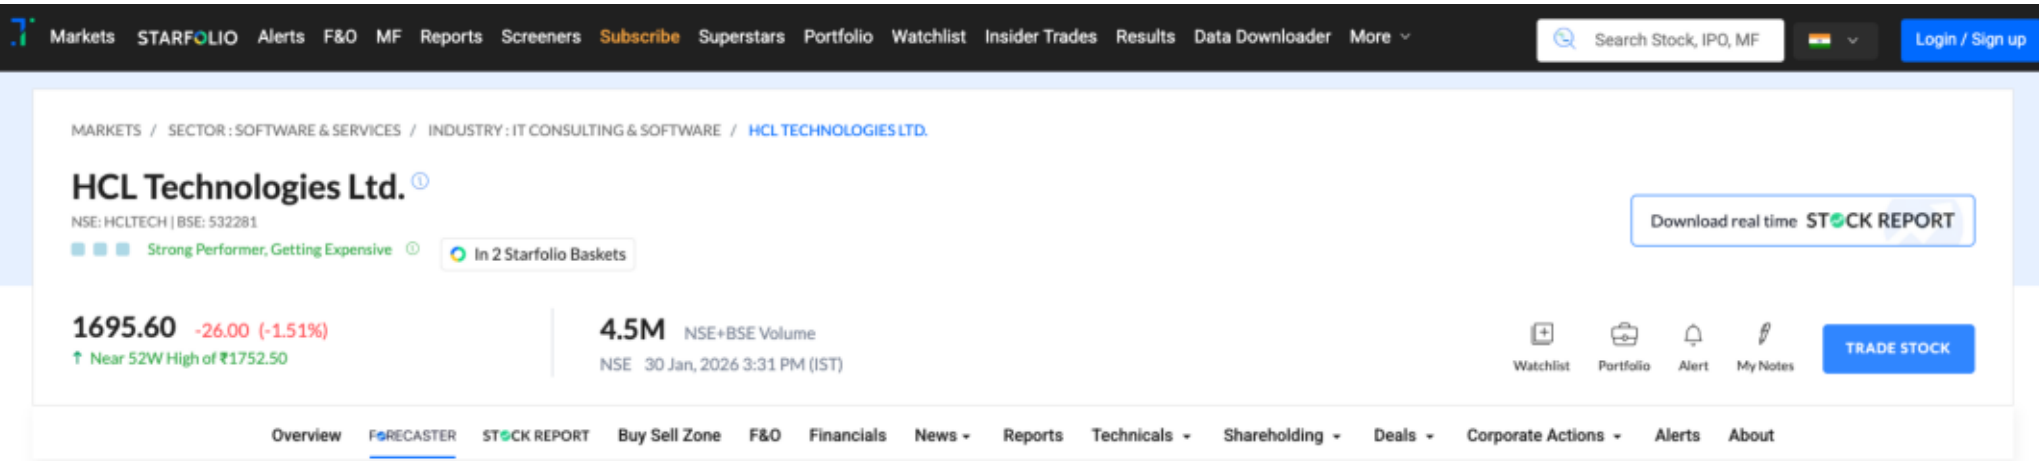 Markets STARFOLIO Alerts F&O MF Reports Screeners Subscribe Superstars Portfolio Watchlist Insider Trades Results Data Downloader More Search Stock, IPO, MF Login / Sign up
MARKETS / SECTOR : SOFTWARE & SERVICES / INDUSTRY : IT CONSULTING & SOFTWARE / HCL TECHNOLOGIES LTD.
HCL Technologies Ltd.
NSE: HCLTECH | BSE: 532281
Download real time STOCK REPORT
Strong Performer, Getting Expensive In 2 Starfolio Baskets
1695.60 -26.00 (-1.51%) 4.5M NSE+BSE Volume
Near 52W High of ₹1752.50 NSE 30 Jan, 2026 3:31 PM (IST)
Watchlist Portfolio Alert My Notes TRADE STOCK
Overview FORECASTER STOCK REPORT Buy Sell Zone F&O Financials News Reports Technicals Shareholding Deals Corporate Actions Alerts About